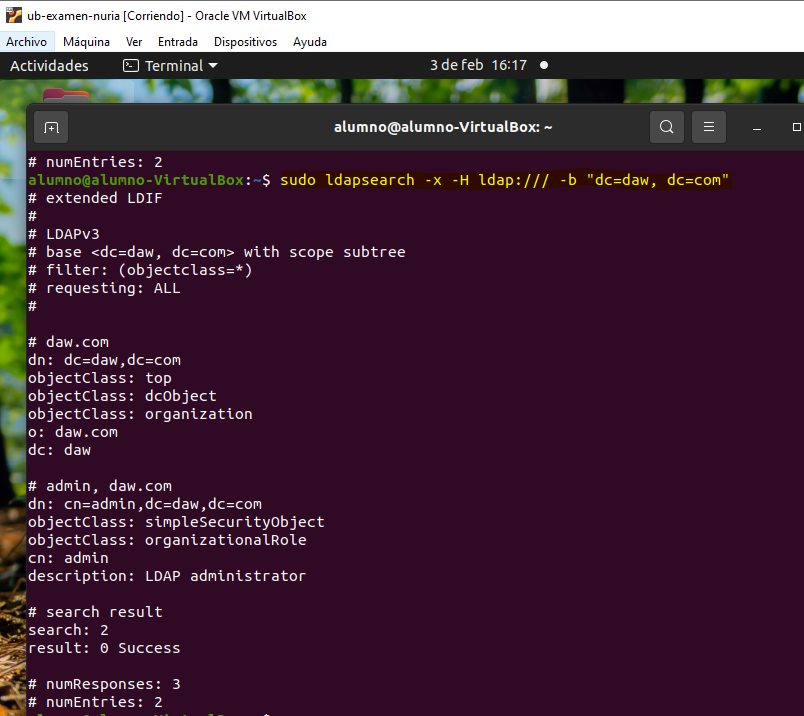 ub-examen-nuria [Corriendo] - Oracle VM VirtualBox
Archivo Máquina Ver Entrada Dispositivos Ayuda
Actividades Terminal 3 de feb 16:17
alumno@alumno-VirtualBox: ~
# numEntries: 2
alumno@alumno-VirtualBox:~$ sudo ldapsearch -x -H ldap:/// -b "dc=daw, dc=com"
# extended LDIF
#
# LDAPv3
# base <dc=daw, dc=com> with scope subtree
# filter: (objectclass=*)
# requesting: ALL
#
# daw.com
dn: dc=daw,dc=com
objectClass: top
objectClass: dcObject
objectClass: organization
o: daw.com
dc: daw
# admin, daw.com
dn: cn=admin,dc=daw,dc=com
objectClass: simpleSecurityObject
objectClass: organizationalRole
cn: admin
description: LDAP administrator
# search result
search: 2
result: 0 Success
# numResponses: 3
# numEntries: 2